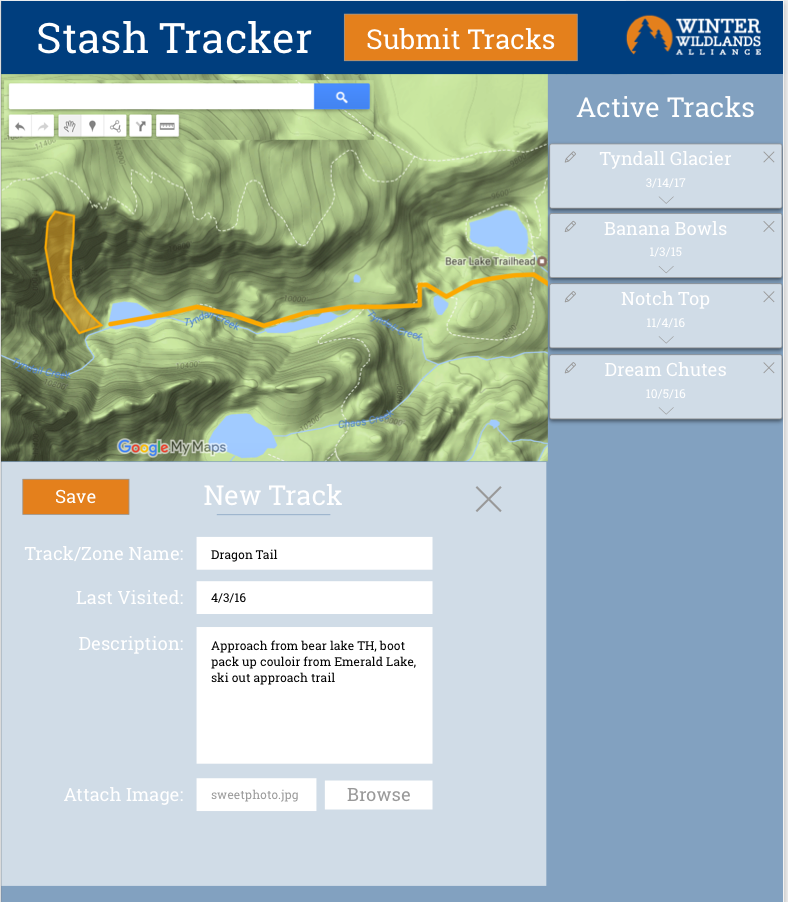 Stash Tracker
Submit Tracks
WINTER
WILDLANDS
ALLIANCE
Active Tracks
Tyndall Glacier
3/14/17
Banana Bowls
1/3/15
Notch Top
11/4/16
Dream Chutes
10/5/16
Bear Lake Trailhead
Tyndall Creek
10400
Chaos Creek
Google My Maps
Save
New Track
Track/Zone Name:
Dragon Tail
Last Visited:
4/3/16
Description:
Approach from bear lake TH, boot
pack up couloir from Emerald Lake,
ski out approach trail
Attach Image:
sweetphoto.jpg
Browse